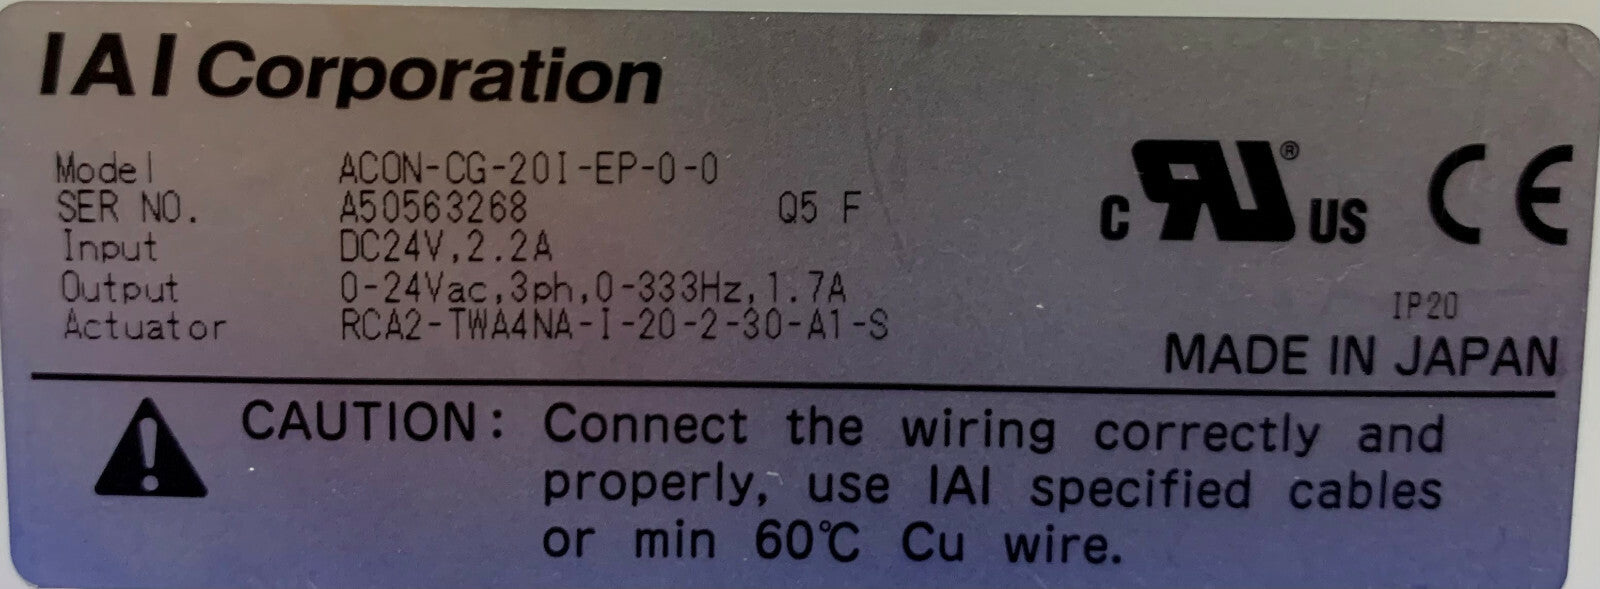 IAI Corporation
Model ACON-CG-20I-EP-0-0
SER NO. A50563268 Q5 F
Input DC24V,2.2A
Output 0-24Vac,3ph,0-333Hz,1.7A
Actuator RCA2-TWA4NA-I-20-2-30-A1-S
c RU ® US CE
IP20
MADE IN JAPAN
CAUTION: Connect the wiring correctly and
properly, use IAI specified cables
or min 60℃ Cu wire.